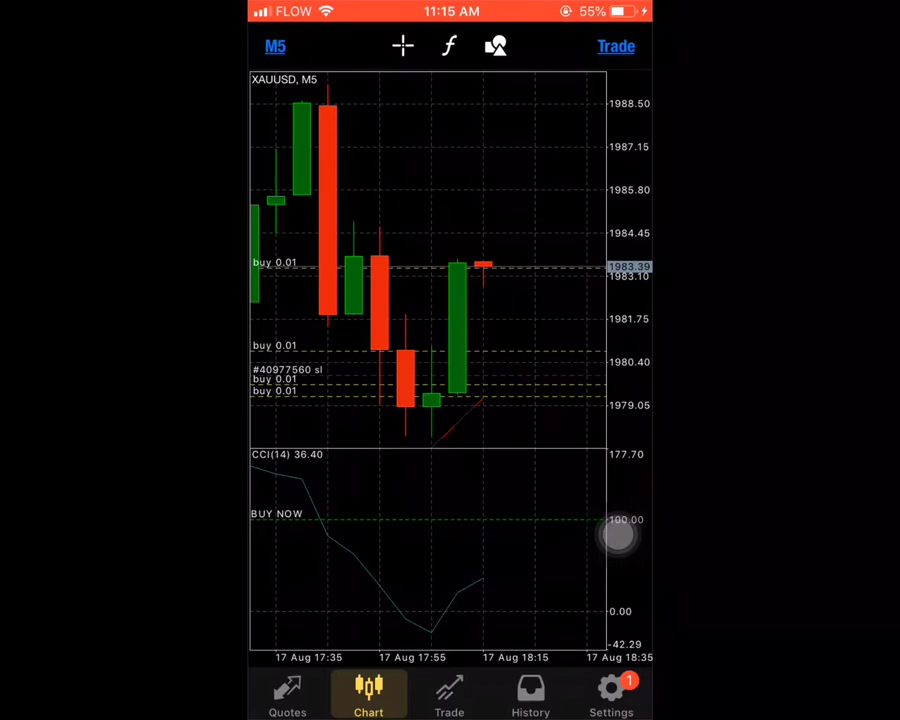 FLOW 11:15 AM 55%
M5 f Trade
XAUUSD, M5
1988.50
1987.15
1985.80
1984.45
buy 0.01
1983.39
1983.10
1981.75
buy 0.01
1980.40
#40977560 sl
buy 0.01
buy 0.01
1979.05
CCI(14) 36.40
177.70
BUY NOW
100.00
0.00
-42.29
17 Aug 17:35 17 Aug 17:55 17 Aug 18:15 17 Aug 18:35
1
Quotes Chart Trade History Settings